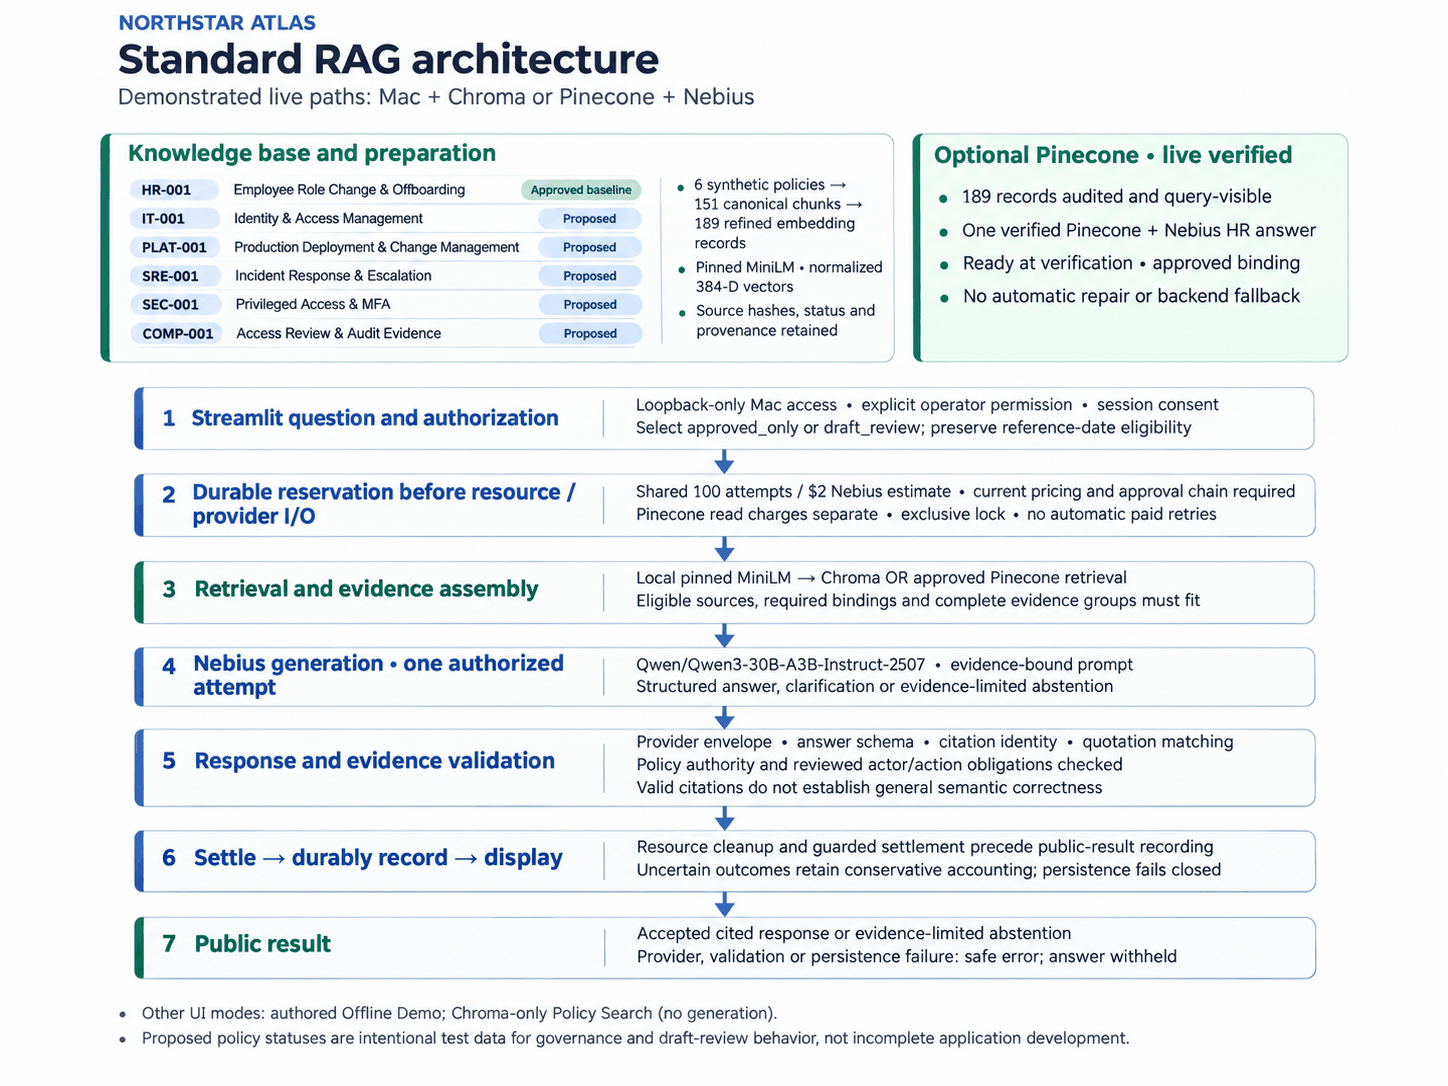 NORTHSTAR ATLAS
Standard RAG architecture
Demonstrated live paths: Mac + Chroma or Pinecone + Nebius
Knowledge base and preparation
HR-001 Employee Role Change & Offboarding Approved baseline
IT-001 Identity & Access Management Proposed
PLAT-001 Production Deployment & Change Management Proposed
SRE-001 Incident Response & Escalation Proposed
SEC-001 Privileged Access & MFA Proposed
COMP-001 Access Review & Audit Evidence Proposed
• 6 synthetic policies →
151 canonical chunks →
189 refined embedding
records
• Pinned MiniLM • normalized
384-D vectors
• Source hashes, status and
provenance retained
Optional Pinecone • live verified
• 189 records audited and query-visible
• One verified Pinecone + Nebius HR answer
• Ready at verification • approved binding
• No automatic repair or backend fallback
1 Streamlit question and authorization
Loopback-only Mac access • explicit operator permission • session consent
Select approved_only or draft_review; preserve reference-date eligibility
2 Durable reservation before resource /
provider I/O
Shared 100 attempts / $2 Nebius estimate • current pricing and approval chain required
Pinecone read charges separate • exclusive lock • no automatic paid retries
3 Retrieval and evidence assembly
Local pinned MiniLM → Chroma OR approved Pinecone retrieval
Eligible sources, required bindings and complete evidence groups must fit
4 Nebius generation • one authorized
attempt
Qwen/Qwen3-30B-A3B-Instruct-2507 • evidence-bound prompt
Structured answer, clarification or evidence-limited abstention
5 Response and evidence validation
Provider envelope • answer schema • citation identity • quotation matching
Policy authority and reviewed actor/action obligations checked
Valid citations do not establish general semantic correctness
6 Settle → durably record → display
Resource cleanup and guarded settlement precede public-result recording
Uncertain outcomes retain conservative accounting; persistence fails closed
7 Public result
Accepted cited response or evidence-limited abstention
Provider, validation or persistence failure: safe error; answer withheld
• Other UI modes: authored Offline Demo; Chroma-only Policy Search (no generation).
• Proposed policy statuses are intentional test data for governance and draft-review behavior, not incomplete application development.